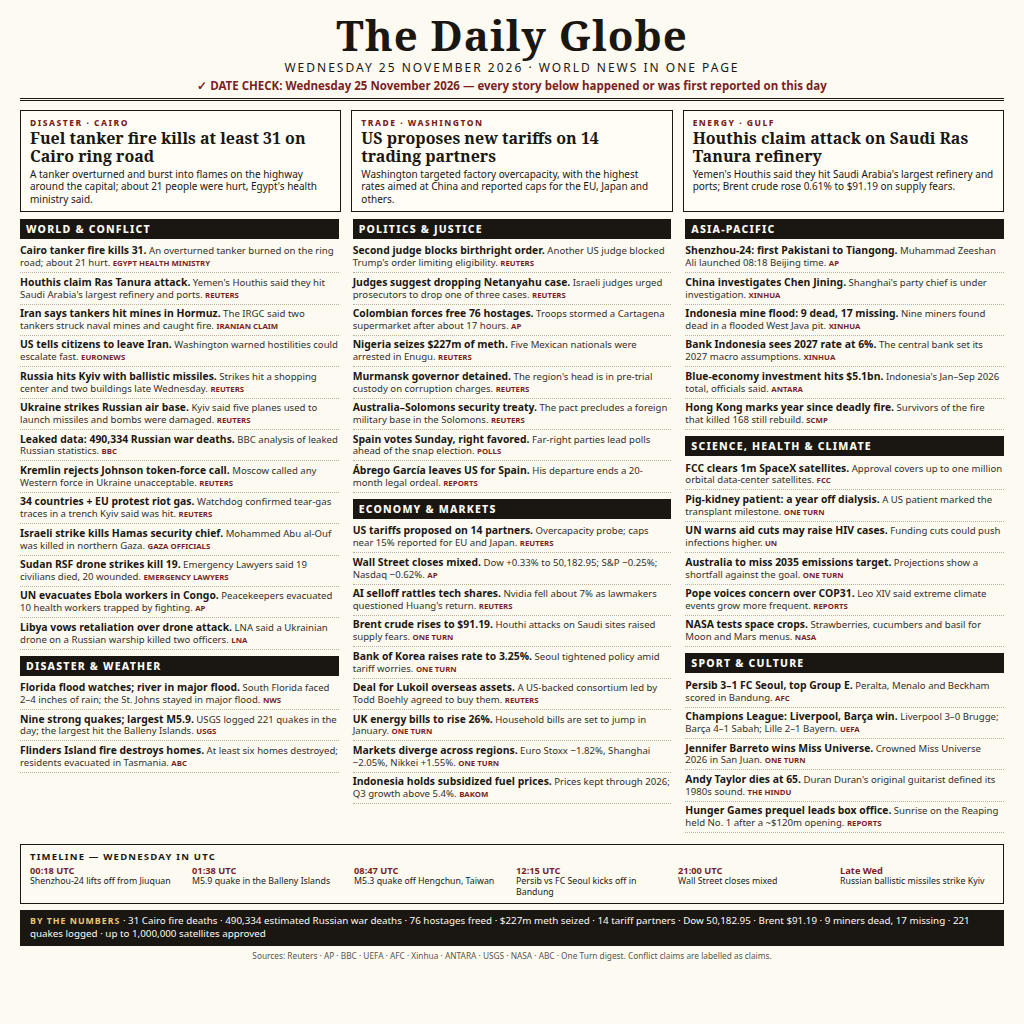 The Daily Globe
WEDNESDAY 25 NOVEMBER 2026 · WORLD NEWS IN ONE PAGE
✓ DATE CHECK: Wednesday 25 November 2026 — every story below happened or was first reported on this day
DISASTER · CAIRO
Fuel tanker fire kills at least 31 on
Cairo ring road
A tanker overturned and burst into flames on the highway
around the capital; about 21 people were hurt, Egypt's health
ministry said.
TRADE · WASHINGTON
US proposes new tariffs on 14
trading partners
Washington targeted factory overcapacity, with the highest
rates aimed at China and reported caps for the EU, Japan and
others.
ENERGY · GULF
Houthis claim attack on Saudi Ras
Tanura refinery
Yemen's Houthis said they hit Saudi Arabia's largest refinery and
ports; Brent crude rose 0.61% to $91.19 on supply fears.
WORLD & CONFLICT
Cairo tanker fire kills 31. An overturned tanker burned on the ring
road; about 21 hurt. EGYPT HEALTH MINISTRY
Houthis claim Ras Tanura attack. Yemen's Houthis said they hit
Saudi Arabia's largest refinery and ports. REUTERS
Iran says tankers hit mines in Hormuz. The IRGC said two
tankers struck naval mines and caught fire. IRANIAN CLAIM
US tells citizens to leave Iran. Washington warned hostilities could
escalate fast. EURONEWS
Russia hits Kyiv with ballistic missiles. Strikes hit a shopping
center and two buildings late Wednesday. REUTERS
Ukraine strikes Russian air base. Kyiv said five planes used to
launch missiles and bombs were damaged. REUTERS
Leaked data: 490,334 Russian war deaths. BBC analysis of leaked
Russian statistics. BBC
Kremlin rejects Johnson token-force call. Moscow called any
Western force in Ukraine unacceptable. REUTERS
34 countries + EU protest riot gas. Watchdog confirmed tear-gas
traces in a trench Kyiv said was hit. REUTERS
Israeli strike kills Hamas security chief. Mohammed Abu al-Ouf
was killed in northern Gaza. GAZA OFFICIALS
Sudan RSF drone strikes kill 19. Emergency Lawyers said 19
civilians died, 20 wounded. EMERGENCY LAWYERS
UN evacuates Ebola workers in Congo. Peacekeepers evacuated
10 health workers trapped by fighting. AP
Libya vows retaliation over drone attack. LNA said a Ukrainian
drone on a Russian warship killed two officers. LNA
DISASTER & WEATHER
Florida flood watches; river in major flood. South Florida faced
2–4 inches of rain; the St. Johns stayed in major flood. NWS
Nine strong quakes; largest M5.9. USGS logged 221 quakes in the
day; the largest hit the Balleny Islands. USGS
Flinders Island fire destroys homes. At least six homes destroyed;
residents evacuated in Tasmania. ABC
POLITICS & JUSTICE
Second judge blocks birthright order. Another US judge blocked
Trump's order limiting eligibility. REUTERS
Judges suggest dropping Netanyahu case. Israeli judges urged
prosecutors to drop one of three cases. REUTERS
Colombian forces free 76 hostages. Troops stormed a Cartagena
supermarket after about 17 hours. AP
Nigeria seizes $227m of meth. Five Mexican nationals were
arrested in Enugu. REUTERS
Murmansk governor detained. The region's head is in pre-trial
custody on corruption charges. REUTERS
Australia–Solomons security treaty. The pact precludes a foreign
military base in the Solomons. REUTERS
Spain votes Sunday, right favored. Far-right parties lead polls
ahead of the snap election. POLLS
Ábrego García leaves US for Spain. His departure ends a 20-
month legal ordeal. REPORTS
ECONOMY & MARKETS
US tariffs proposed on 14 partners. Overcapacity probe; caps
near 15% reported for EU and Japan. REUTERS
Wall Street closes mixed. Dow +0.33% to 50,182.95; S&P −0.25%;
Nasdaq −0.62%. AP
AI selloff rattles tech shares. Nvidia fell about 7% as lawmakers
questioned Huang's return. REUTERS
Brent crude rises to $91.19. Houthi attacks on Saudi sites raised
supply fears. ONE TURN
Bank of Korea raises rate to 3.25%. Seoul tightened policy amid
tariff worries. ONE TURN
Deal for Lukoil overseas assets. A US-backed consortium led by
Todd Boehly agreed to buy them. REUTERS
UK energy bills to rise 26%. Household bills are set to jump in
January. ONE TURN
Markets diverge across regions. Euro Stoxx −1.82%, Shanghai
−2.05%, Nikkei +1.55%. ONE TURN
Indonesia holds subsidized fuel prices. Prices kept through 2026;
Q3 growth above 5.4%. BAKOM
ASIA-PACIFIC
Shenzhou-24: first Pakistani to Tiangong. Muhammad Zeeshan
Ali launched 08:18 Beijing time. AP
China investigates Chen Jining. Shanghai's party chief is under
investigation. XINHUA
Indonesia mine flood: 9 dead, 17 missing. Nine miners found
dead in a flooded West Java pit. XINHUA
Bank Indonesia sees 2027 rate at 6%. The central bank set its
2027 macro assumptions. XINHUA
Blue-economy investment hits $5.1bn. Indonesia's Jan–Sep 2026
total, officials said. ANTARA
Hong Kong marks year since deadly fire. Survivors of the fire
that killed 168 still rebuild. SCMP
SCIENCE, HEALTH & CLIMATE
FCC clears 1m SpaceX satellites. Approval covers up to one million
orbital data-center satellites. FCC
Pig-kidney patient: a year off dialysis. A US patient marked the
transplant milestone. ONE TURN
UN warns aid cuts may raise HIV cases. Funding cuts could push
infections higher. UN
Australia to miss 2035 emissions target. Projections show a
shortfall against the goal. ONE TURN
Pope voices concern over COP31. Leo XIV said extreme climate
events grow more frequent. REPORTS
NASA tests space crops. Strawberries, cucumbers and basil for
Moon and Mars menus. NASA
SPORT & CULTURE
Persib 3–1 FC Seoul, top Group E. Peralta, Menalo and Beckham
scored in Bandung. AFC
Champions League: Liverpool, Barça win. Liverpool 3–0 Brugge;
Barça 4–1 Sabah; Lille 2–1 Bayern. UEFA
Jennifer Barreto wins Miss Universe. Crowned Miss Universe
2026 in San Juan. ONE TURN
Andy Taylor dies at 65. Duran Duran's original guitarist defined its
1980s sound. THE HINDU
Hunger Games prequel leads box office. Sunrise on the Reaping
held No. 1 after a ~$120m opening. REPORTS
TIMELINE — WEDNESDAY IN UTC
00:18 UTC
Shenzhou-24 lifts off from Jiuquan
01:38 UTC
M5.9 quake in the Balleny Islands
08:47 UTC
M5.3 quake off Hengchun, Taiwan
12:15 UTC
Persib vs FC Seoul kicks off in
Bandung
21:00 UTC
Wall Street closes mixed
Late Wed
Russian ballistic missiles strike Kyiv
BY THE NUMBERS · 31 Cairo fire deaths · 490,334 estimated Russian war deaths · 76 hostages freed · $227m meth seized · 14 tariff partners · Dow 50,182.95 · Brent $91.19 · 9 miners dead, 17 missing · 221
quakes logged · up to 1,000,000 satellites approved
Sources: Reuters · AP · BBC · UEFA · AFC · Xinhua · ANTARA · USGS · NASA · ABC · One Turn digest. Conflict claims are labelled as claims.